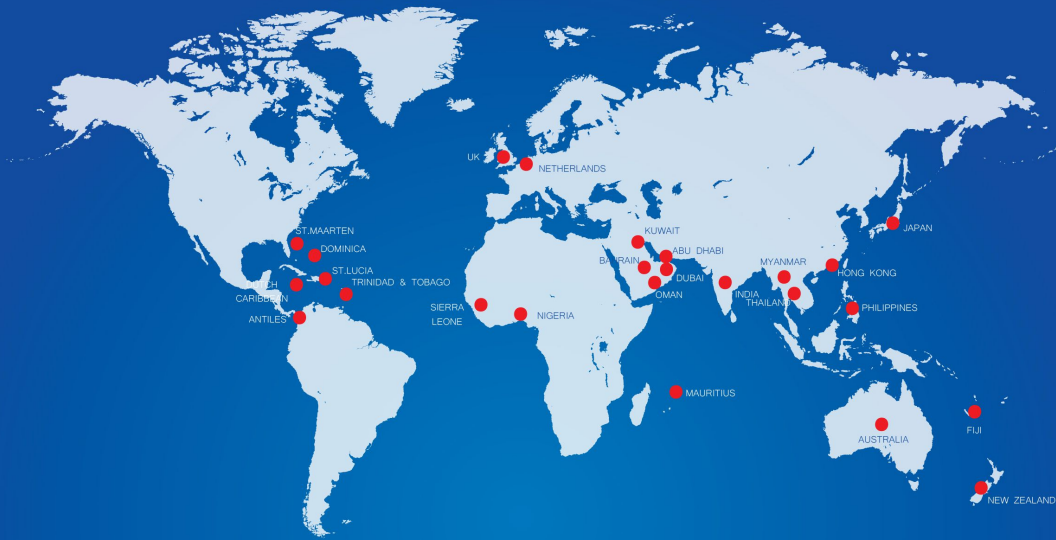 UK
NETHERLANDS
ST.MAARTEN
DOMINICA
ST.LUCIA
DUTCH
CARIBBEAN
TRINIDAD & TOBAGO
ANTILES
SIERRA
LEONE
NIGERIA
KUWAIT
ABU DHABI
BAHRAIN
DUBAI
OMAN
INDIA
MYANMAR
THAILAND
HONG KONG
JAPAN
PHILIPPINES
MAURITIUS
AUSTRALIA
FIJI
NEW ZEALAND